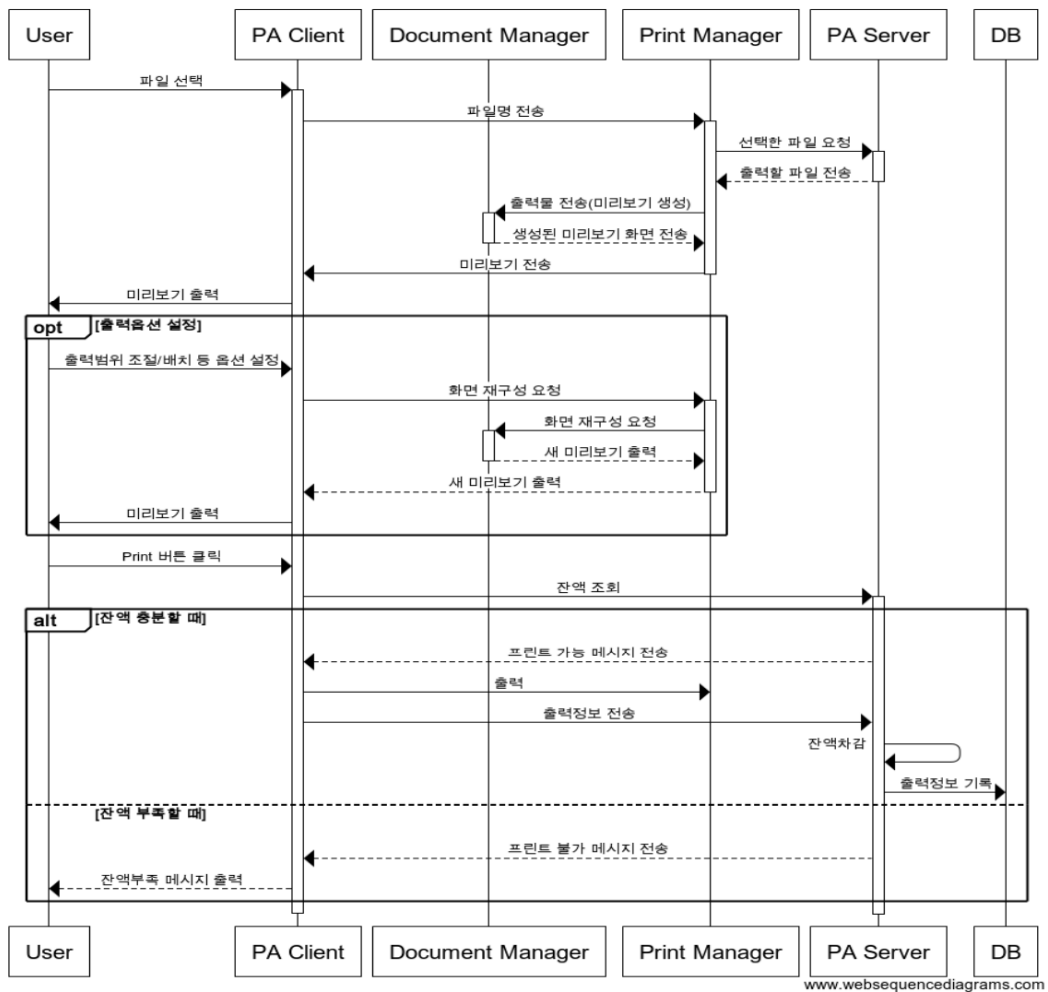 User
PA Client
Document Manager
Print Manager
PA Server
DB
파일 선택
파일명 전송
선택한 파일 요청
출력할 파일 전송
출력물 전송(미리보기 생성)
생성된 미리보기 화면 전송
미리보기 전송
미리보기 출력
opt
[출력옵션 설정]
출력범위 조절/배치 등 옵션 설정
화면 재구성 요청
화면 재구성 요청
새 미리보기 출력
새 미리보기 출력
미리보기 출력
Print 버튼 클릭
잔액 조회
alt
[잔액 충분할 때]
프린트 가능 메시지 전송
출력
출력정보 전송
잔액차감
출력정보 기록
[잔액 부족할 때]
프린트 불가 메시지 전송
잔액부족 메시지 출력
User
PA Client
Document Manager
Print Manager
PA Server
DB
www.websequencediagrams.com